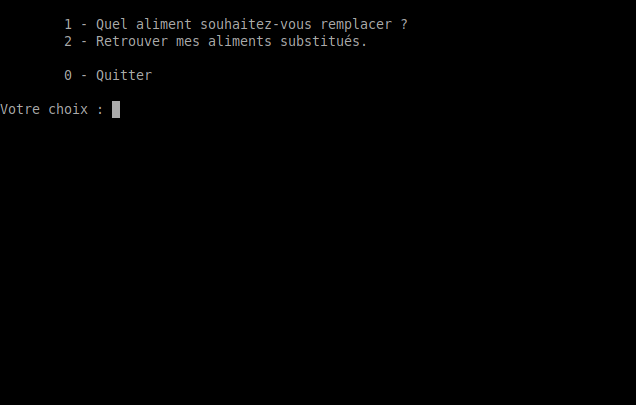 1 - Quel aliment souhaitez-vous remplacer ?
2 - Retrouver mes aliments substitués.
0 - Quitter
Votre choix :